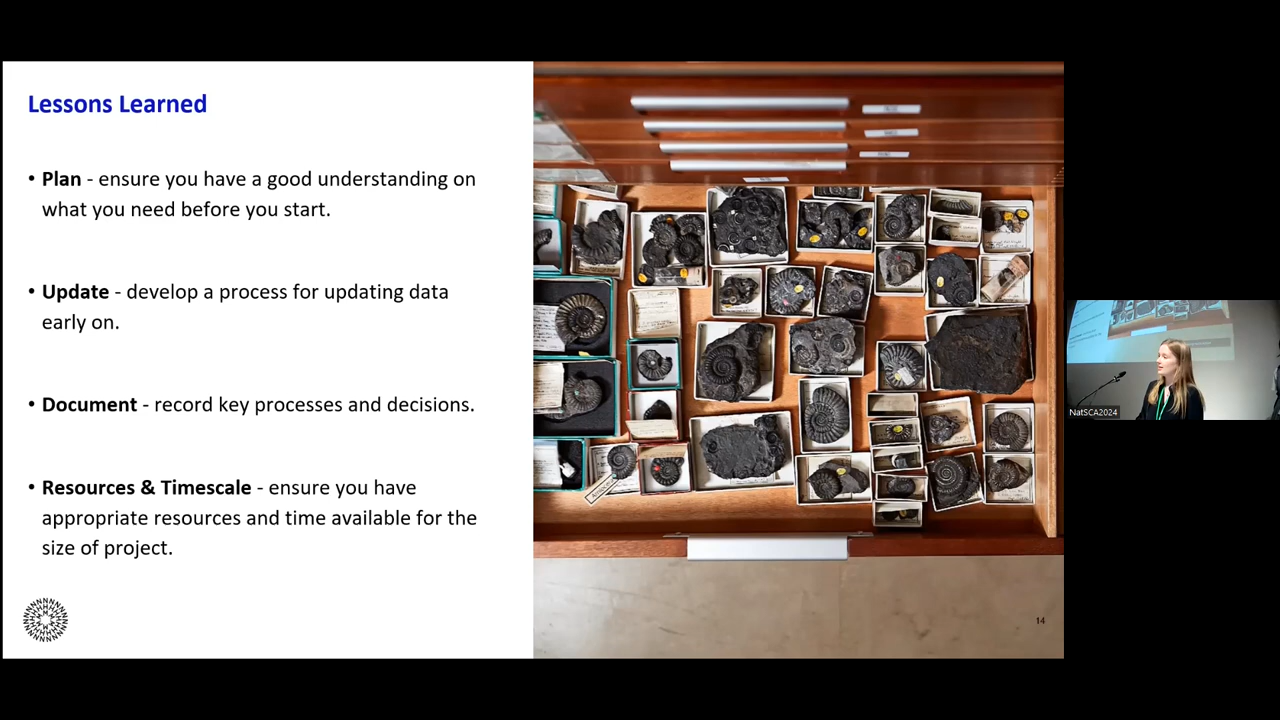 Lessons Learned
• Plan - ensure you have a good understanding on
what you need before you start.
• Update - develop a process for updating data
early on.
• Document - record key processes and decisions.
• Resources & Timescale - ensure you have
appropriate resources and time available for the
size of project.
14
NatSCA2024